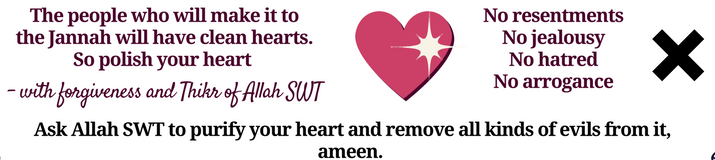 The people who will make it to
the Jannah will have clean hearts.
So polish your heart
- with forgiveness and Thikr of Allah SWT
No resentments
No jealousy
No hatred
No arrogance
Ask Allah SWT to purify your heart and remove all kinds of evils from it,
ameen.